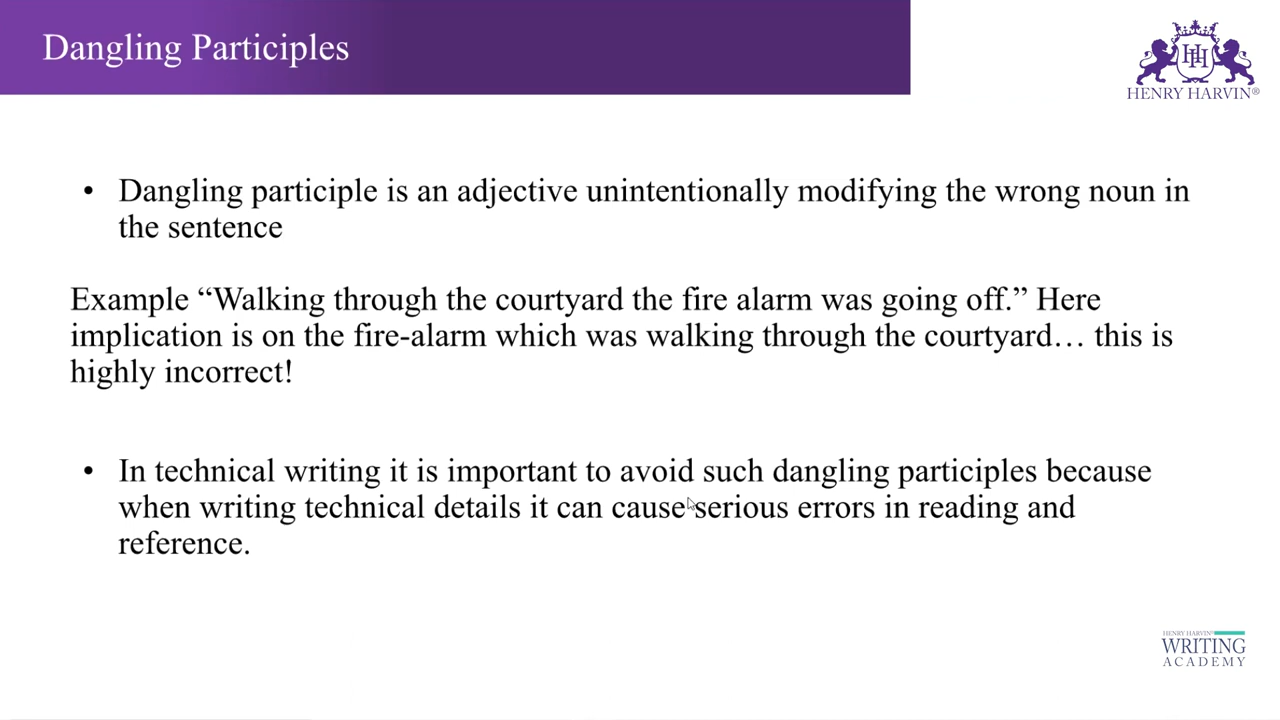 Dangling Participles
HENRY HARVIN®
• Dangling participle is an adjective unintentionally modifying the wrong noun in
the sentence
Example “Walking through the courtyard the fire alarm was going off.” Here
implication is on the fire-alarm which was walking through the courtyard… this is
highly incorrect!
• In technical writing it is important to avoid such dangling participles because
when writing technical details it can cause serious errors in reading and
reference.
HENRY HARVIN®
WRITING
ACADEMY